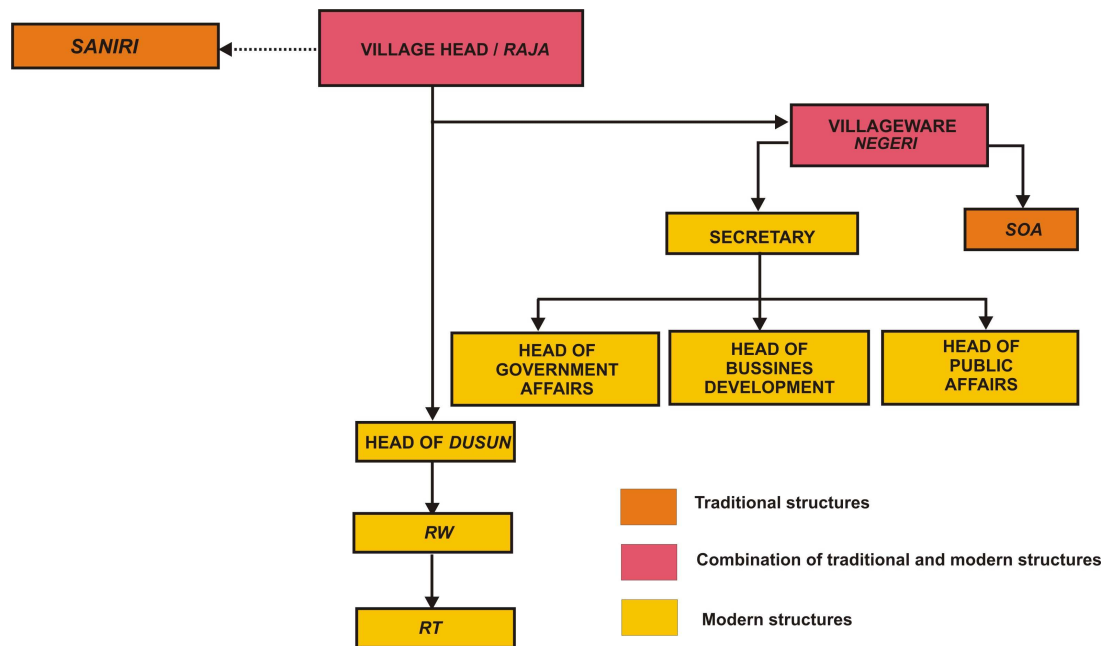 SANIRI
VILLAGE HEAD / RAJA
VILLAGEWARE
NEGERI
SECRETARY
SOA
HEAD OF
GOVERNMENT
AFFAIRS
HEAD OF
BUSSINES
DEVELOPMENT
HEAD OF
PUBLIC
AFFAIRS
HEAD OF DUSUN
RW
RT
Traditional structures
Combination of traditional and modern structures
Modern structures